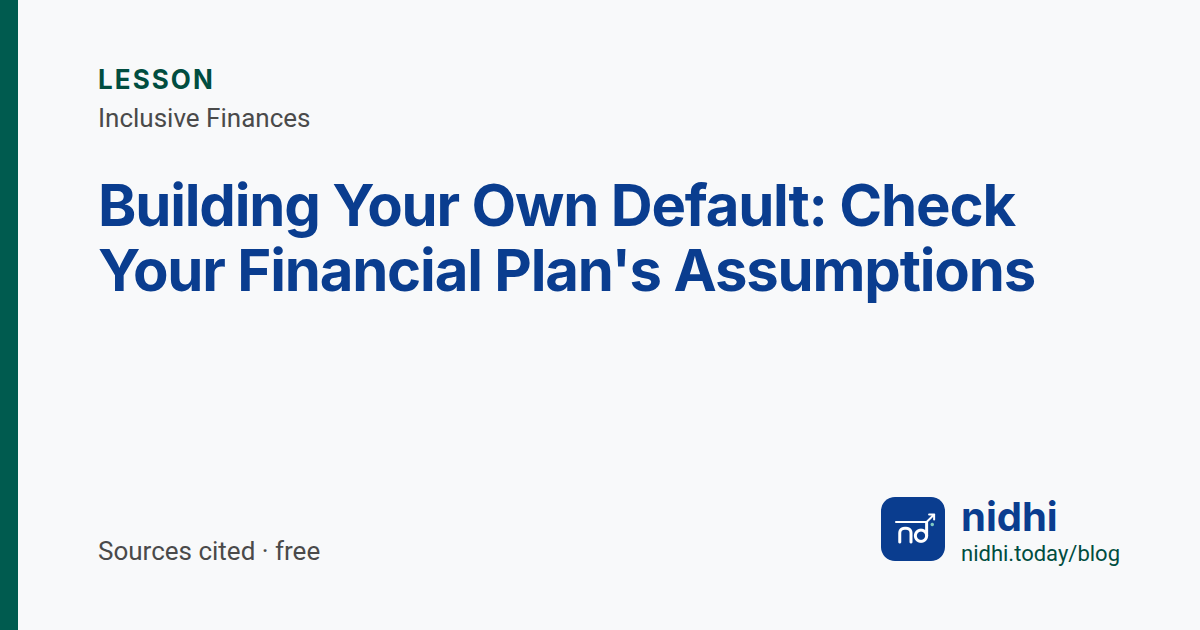 LESSON
Inclusive Finances
Building Your Own Default: Check
Your Financial Plan's Assumptions
Sources cited · free
nd
nidhi
nidhi.today/blog